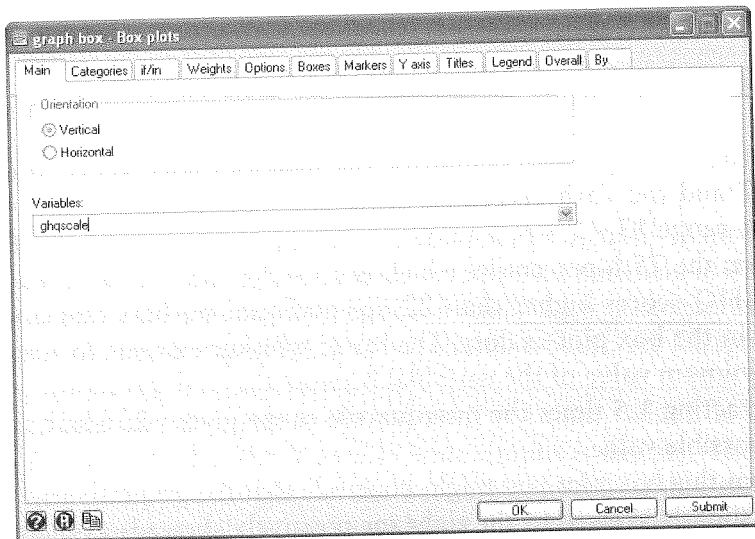 graph box - Box plots
Main Categories if/in Weights Options Boxes Markers Y axis Titles Legend Overall By
Orientation
Vertical
Horizontal
Variables:
ghqscale
OK Cancel Submit